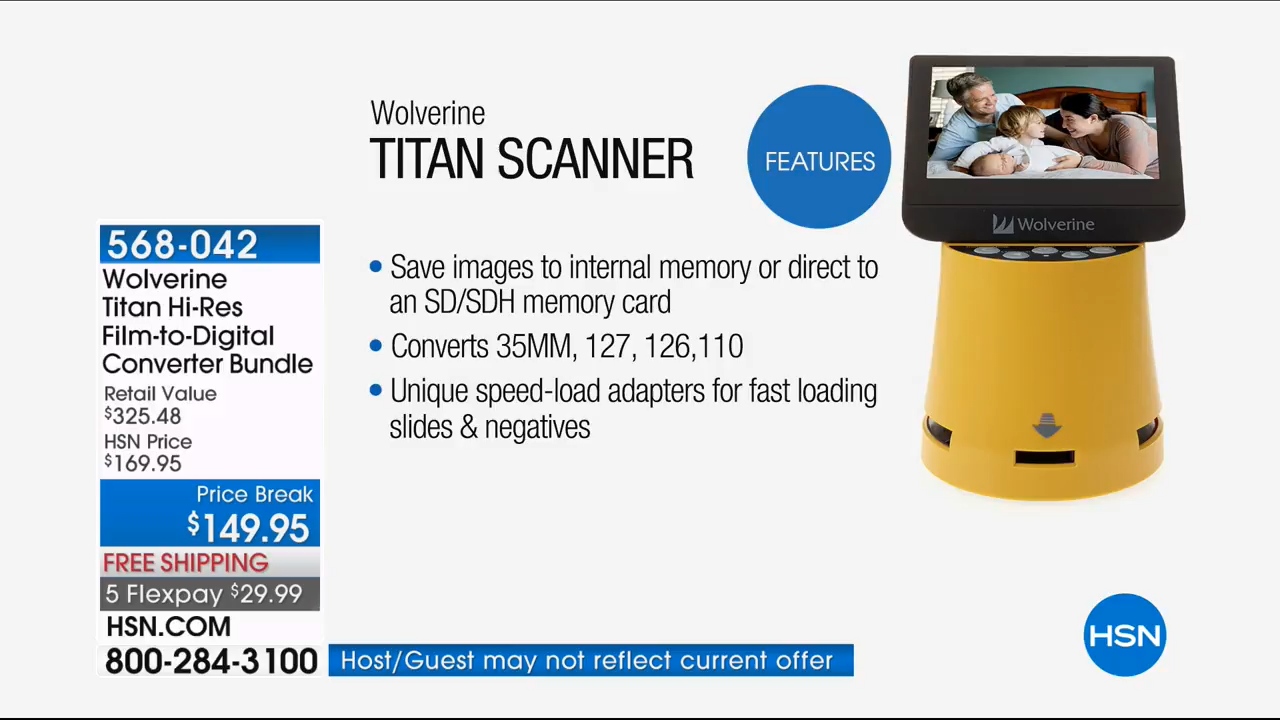 Wolverine
TITAN SCANNER
FEATURES
Wolverine
• Save images to internal memory or direct to
an SD/SDH memory card
• Converts 35MM, 127, 126,110
• Unique speed-load adapters for fast loading
slides & negatives
568-042
Wolverine
Titan Hi-Res
Film-to-Digital
Converter Bundle
Retail Value
$325.48
HSN Price
$169.95
Price Break
$149.95
FREE SHIPPING
5 Flexpay $29.99
HSN.COM
800-284-3100
Host/Guest may not reflect current offer
HSN